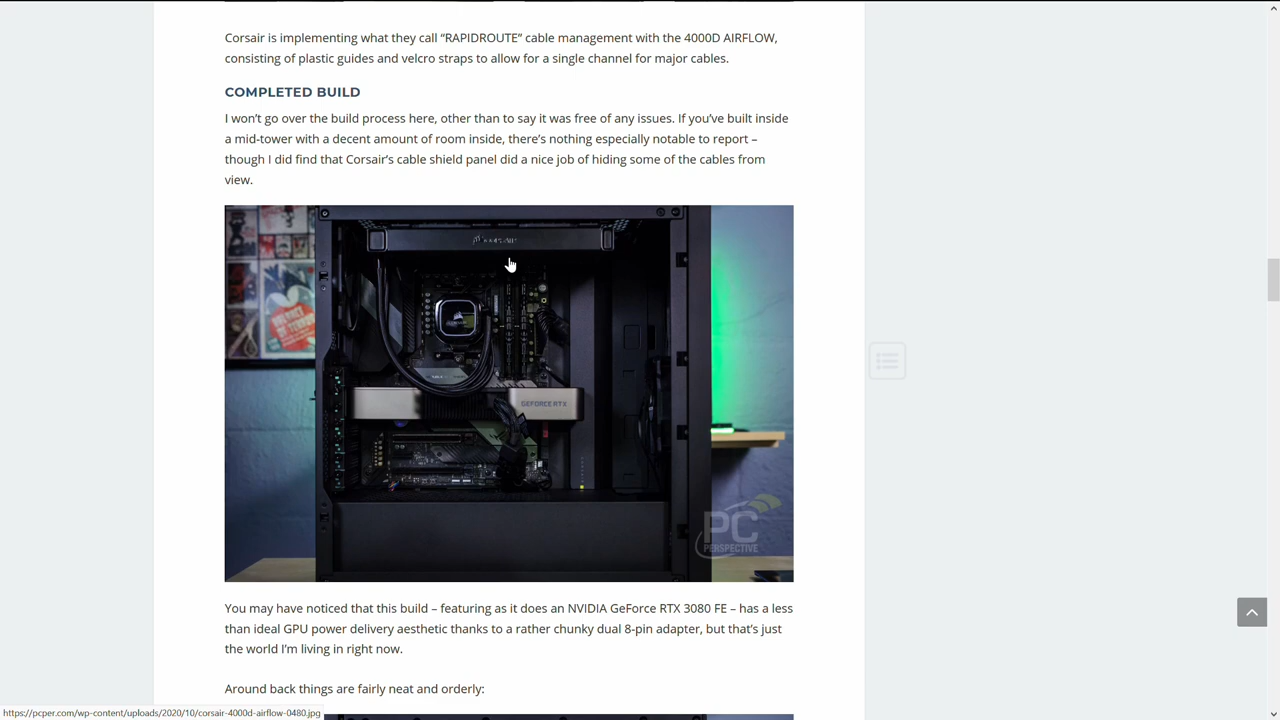 Corsair is implementing what they call “RAPIDROUTE” cable management with the 4000D AIRFLOW,
consisting of plastic guides and velcro straps to allow for a single channel for major cables.
COMPLETED BUILD
I won’t go over the build process here, other than to say it was free of any issues. If you’ve built inside
a mid-tower with a decent amount of room inside, there’s nothing especially notable to report –
though I did find that Corsair’s cable shield panel did a nice job of hiding some of the cables from
view.
CORSAIR
GEFORCE RTX
PC
PERSPECTIVE
You may have noticed that this build – featuring as it does an NVIDIA GeForce RTX 3080 FE – has a less
than ideal GPU power delivery aesthetic thanks to a rather chunky dual 8-pin adapter, but that’s just
the world I’m living in right now.
Around back things are fairly neat and orderly:
https://pcper.com/wp-content/uploads/2020/10/corsair-4000d-airflow-0480.jpg